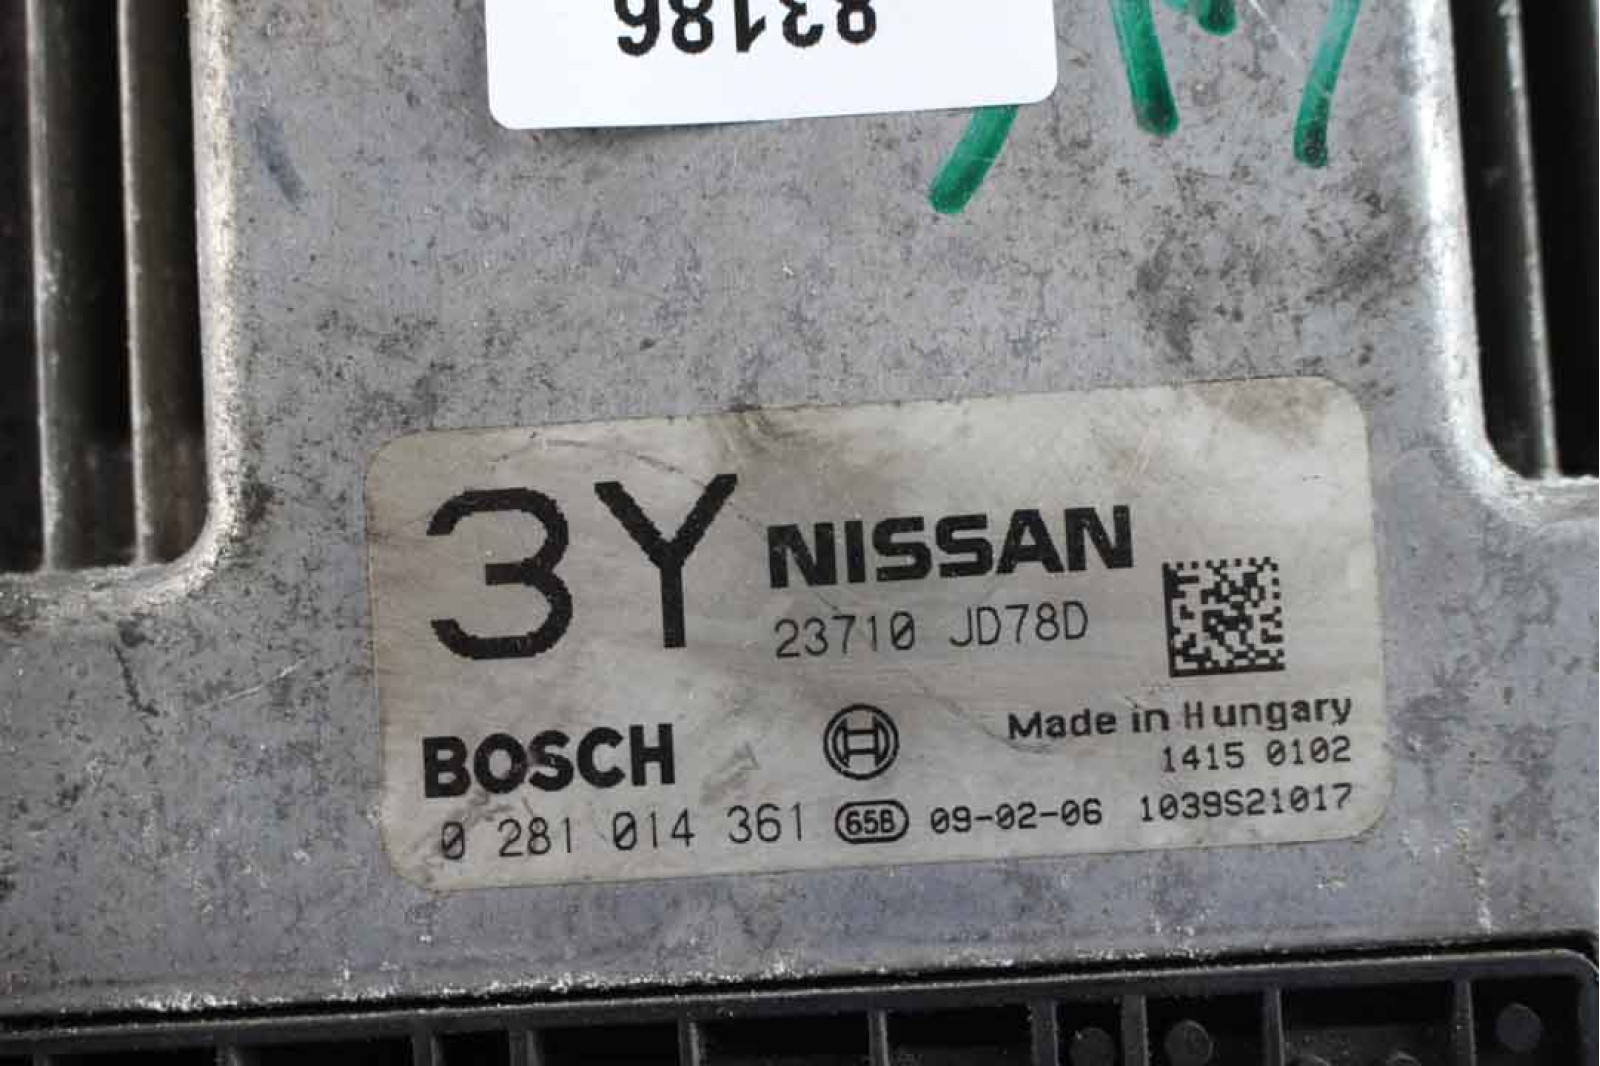 83186
3Y
NISSAN
23710 JD78D
BOSCH
Made in Hungary
1415 0102
0 281 014 361 65B 09-02-06 1039S21017